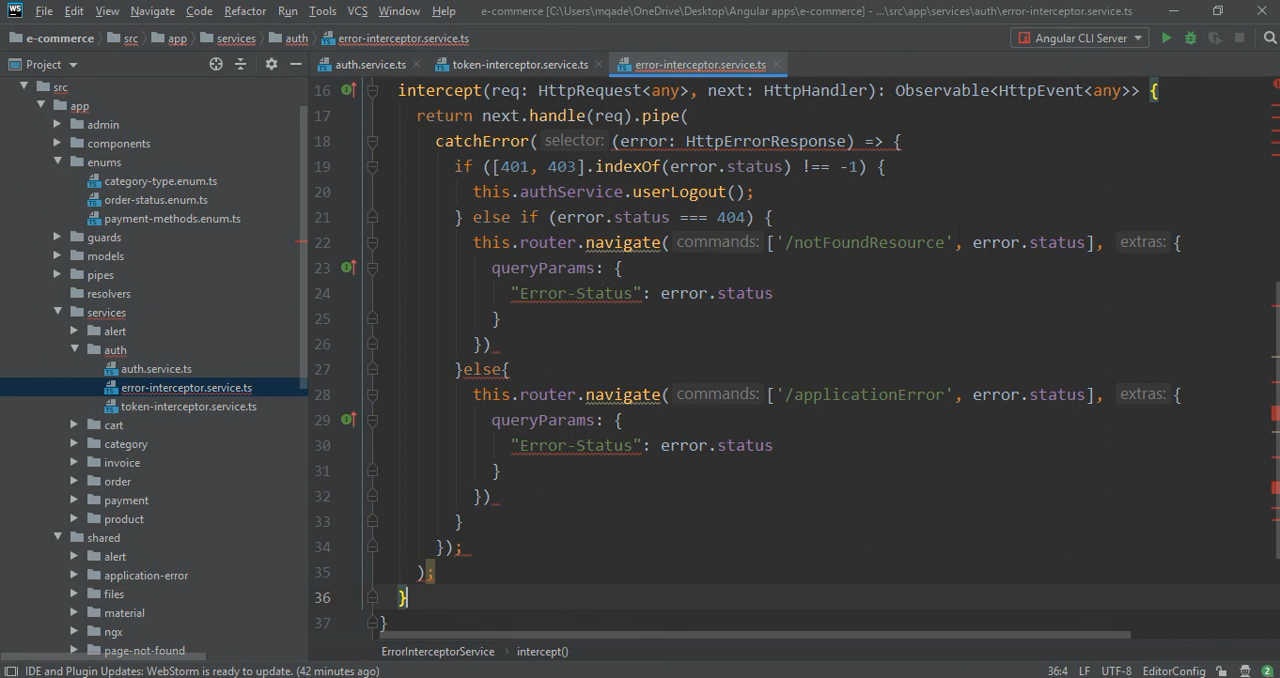 WS File Edit View Navigate Code Refactor Run Tools VCS Window Help e-commerce [C:\Users\mqade\OneDrive\Desktop\Angular apps\e-commerce] - ...\src\app\services\auth\error-interceptor.service.ts
e-commerce src app services auth error-interceptor.service.ts Angular CLI Server
Project auth.service.ts token-interceptor.service.ts error-interceptor.service.ts
src
app
admin
components
enums
category-type.enum.ts
order-status.enum.ts
payment-methods.enum.ts
guards
models
pipes
resolvers
services
alert
auth
auth.service.ts
error-interceptor.service.ts
token-interceptor.service.ts
cart
category
invoice
order
payment
product
shared
alert
application-error
files
material
ngx
page-not-found
16 intercept(req: HttpRequest<any>, next: HttpHandler): Observable<HttpEvent<any>> {
17 return next.handle(req).pipe(
18 catchError( selector: (error: HttpErrorResponse) => {
19 if ([401, 403].indexOf(error.status) !== -1) {
20 this.authService.userLogout();
21 } else if (error.status === 404) {
22 this.router.navigate( commands: ['/notFoundResource', error.status], extras: {
23 queryParams: {
24 "Error-Status": error.status
25 }
26 })
27 }else{
28 this.router.navigate( commands: ['/applicationError', error.status], extras: {
29 queryParams: {
30 "Error-Status": error.status
31 }
32 })
33 }
34 });
35 );
36 }
37 }
ErrorInterceptorService › intercept()
IDE and Plugin Updates: WebStorm is ready to update. (42 minutes ago) 36:4 LF UTF-8 EditorConfig 2